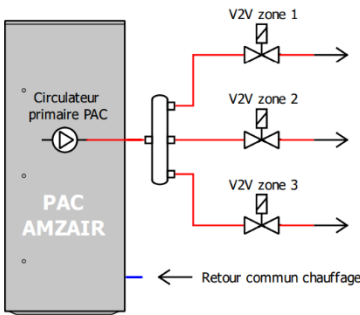 V2V zone 1
Circulateur
primaire PAC
V2V zone 2
PAC
AMZAIR
V2V zone 3
Retour commun chauffage